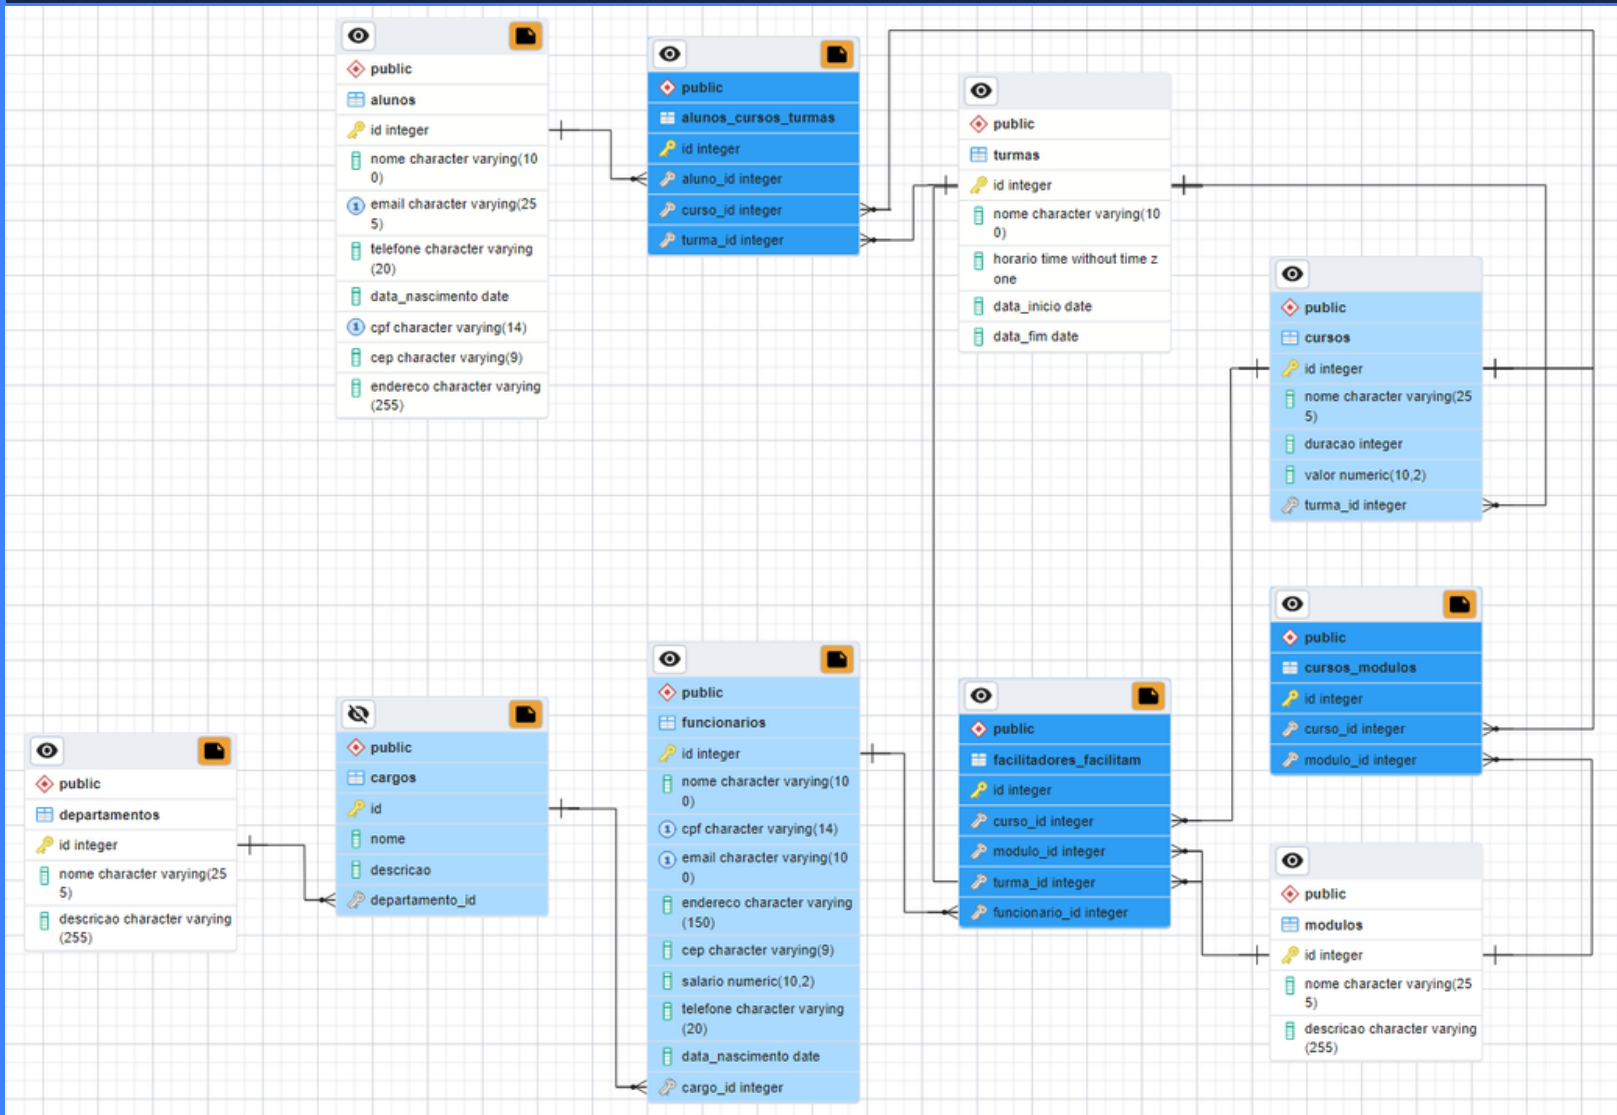 public
alunos
id integer
nome character varying(10
0)
email character varying(25
5)
telefone character varying
(20)
data_nascimento date
cpf character varying(14)
cep character varying(9)
endereco character varying
(255)
public
alunos_cursos_turmas
id integer
aluno_id integer
curso_id integer
turma_id integer
public
turmas
id integer
nome character varying(10
0)
horario time without time z
one
data_inicio date
data_fim date
public
cursos
id integer
nome character varying(25
5)
duracao integer
valor numeric(10,2)
turma_id integer
public
departamentos
id integer
nome character varying(25
5)
descricao character varying
(255)
public
cargos
id
nome
descricao
departamento_id
public
funcionarios
id integer
nome character varying(10
0)
cpf character varying(14)
email character varying(10
0)
endereco character varying
(150)
cep character varying(9)
salario numeric(10,2)
telefone character varying
(20)
data_nascimento date
cargo_id integer
public
facilitadores_facilitam
id integer
curso_id integer
modulo_id integer
turma_id integer
funcionario_id integer
public
cursos_modulos
id integer
curso_id integer
modulo_id integer
public
modulos
id integer
nome character varying(25
5)
descricao character varying
(255)